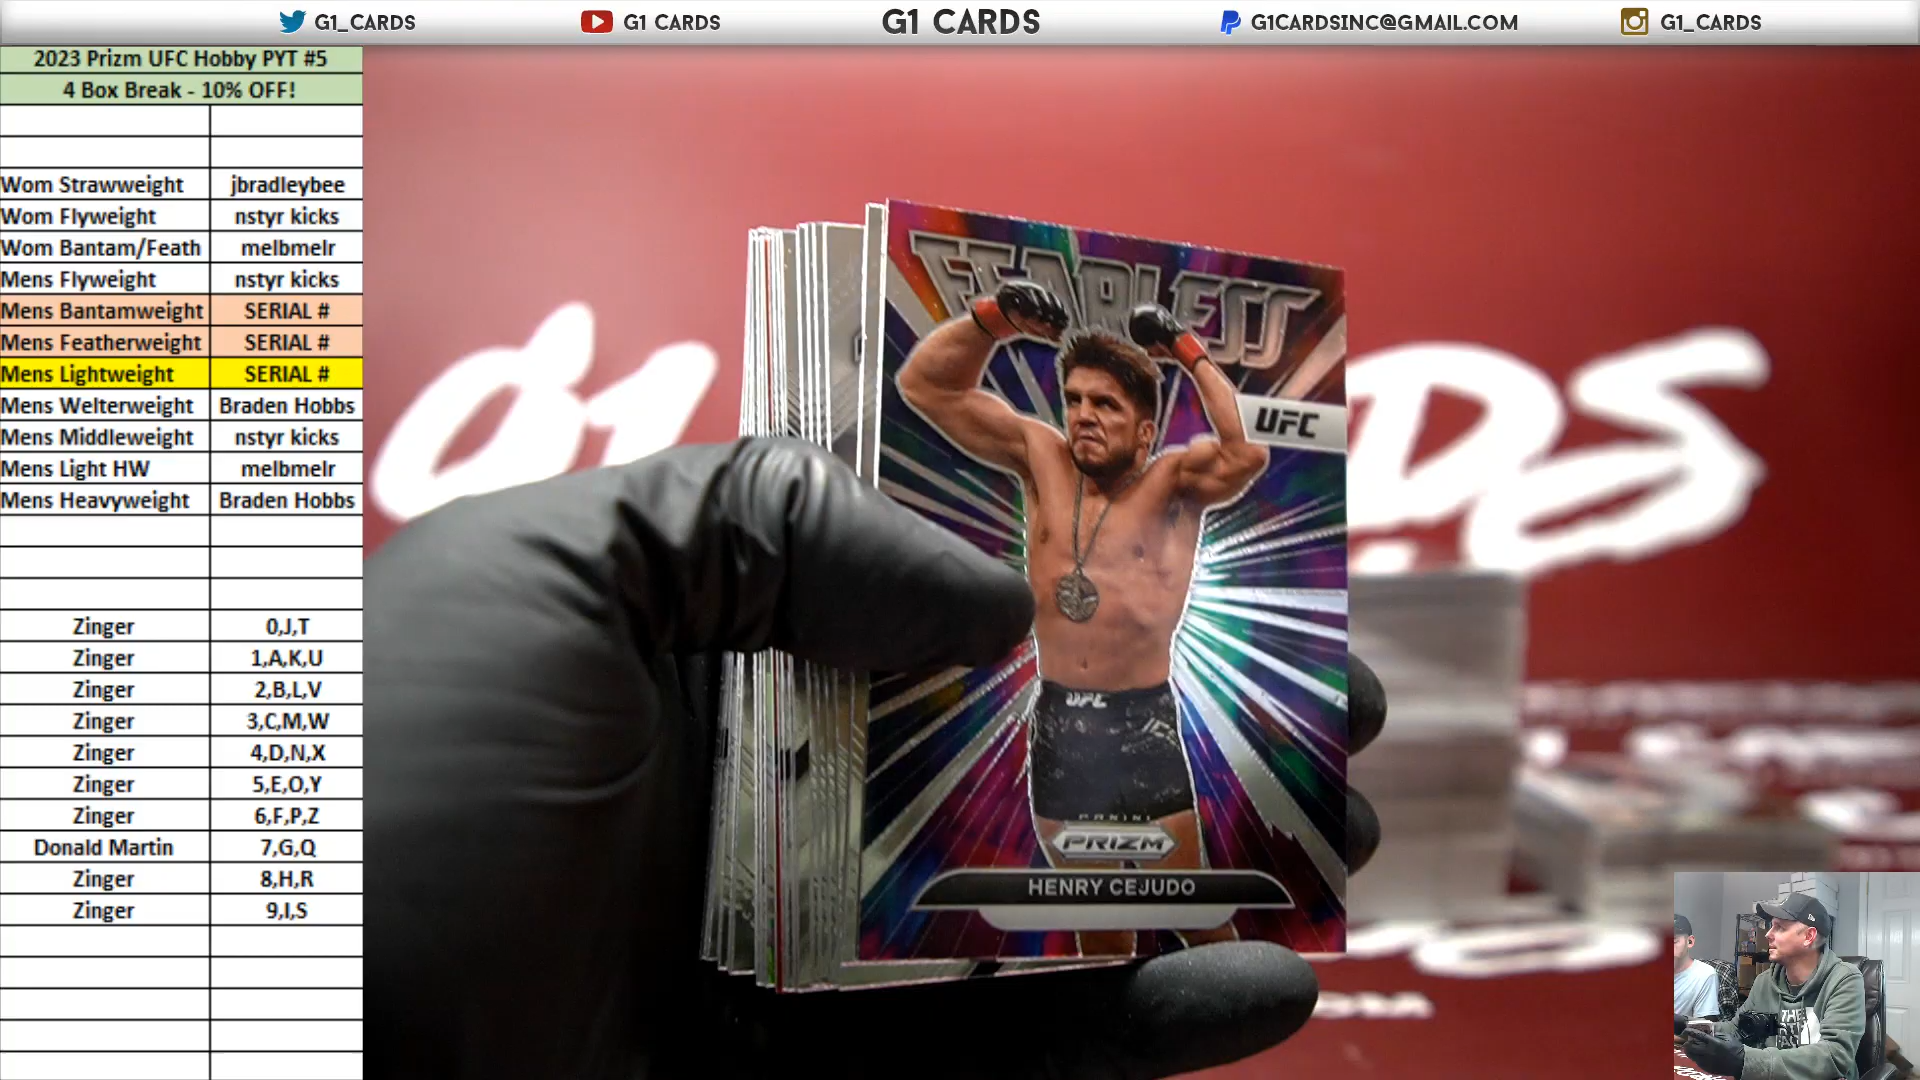 G1_CARDS
G1 CARDS
G1 CARDS
G1CARDSINC@GMAIL.COM
G1_CARDS
2023 Prizm UFC Hobby PYT #5
4 Box Break - 10% OFF!
Wom Strawweight jbradleybee
Wom Flyweight nstyr kicks
Wom Bantam/Feath melbmelr
Mens Flyweight nstyr kicks
Mens Bantamweight SERIAL #
Mens Featherweight SERIAL #
Mens Lightweight SERIAL #
Mens Welterweight Braden Hobbs
Mens Middleweight nstyr kicks
Mens Light HW melbmelr
Mens Heavyweight Braden Hobbs
Zinger 0,J,T
Zinger 1,A,K,U
Zinger 2,B,L,V
Zinger 3,C,M,W
Zinger 4,D,N,X
Zinger 5,E,O,Y
Zinger 6,F,P,Z
Donald Martin 7,G,Q
Zinger 8,H,R
Zinger 9,I,S
FEARLESS
UFC
UFC
PANINI
PRIZM
HENRY CEJUDO